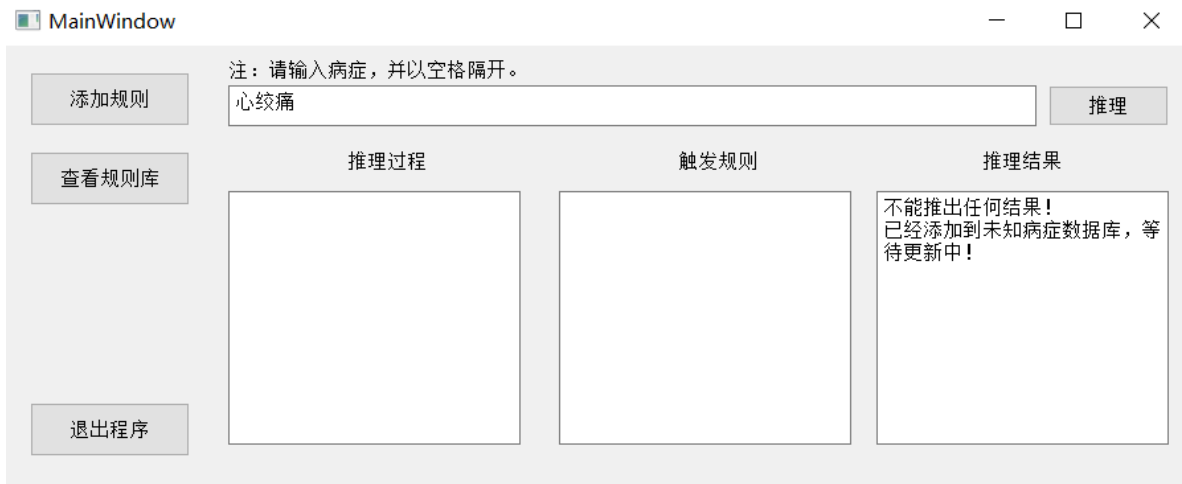 MainWindow
注：请输入病症，并以空格隔开。
添加规则
心绞痛
推理
查看规则库
推理过程
触发规则
推理结果
不能推出任何结果！
已经添加到未知病症数据库，等
待更新中！
退出程序